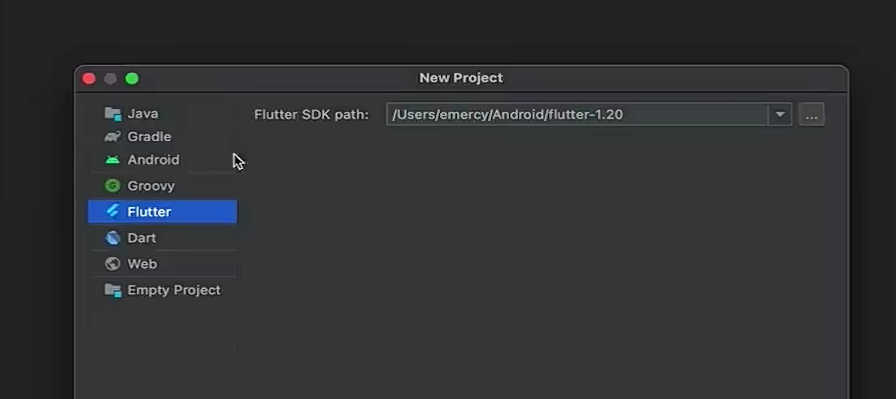 New Project
Java
Flutter SDK path: /Users/emercy/Android/flutter-1.20 ...
Gradle
Android
Groovy
Flutter
Dart
Web
Empty Project